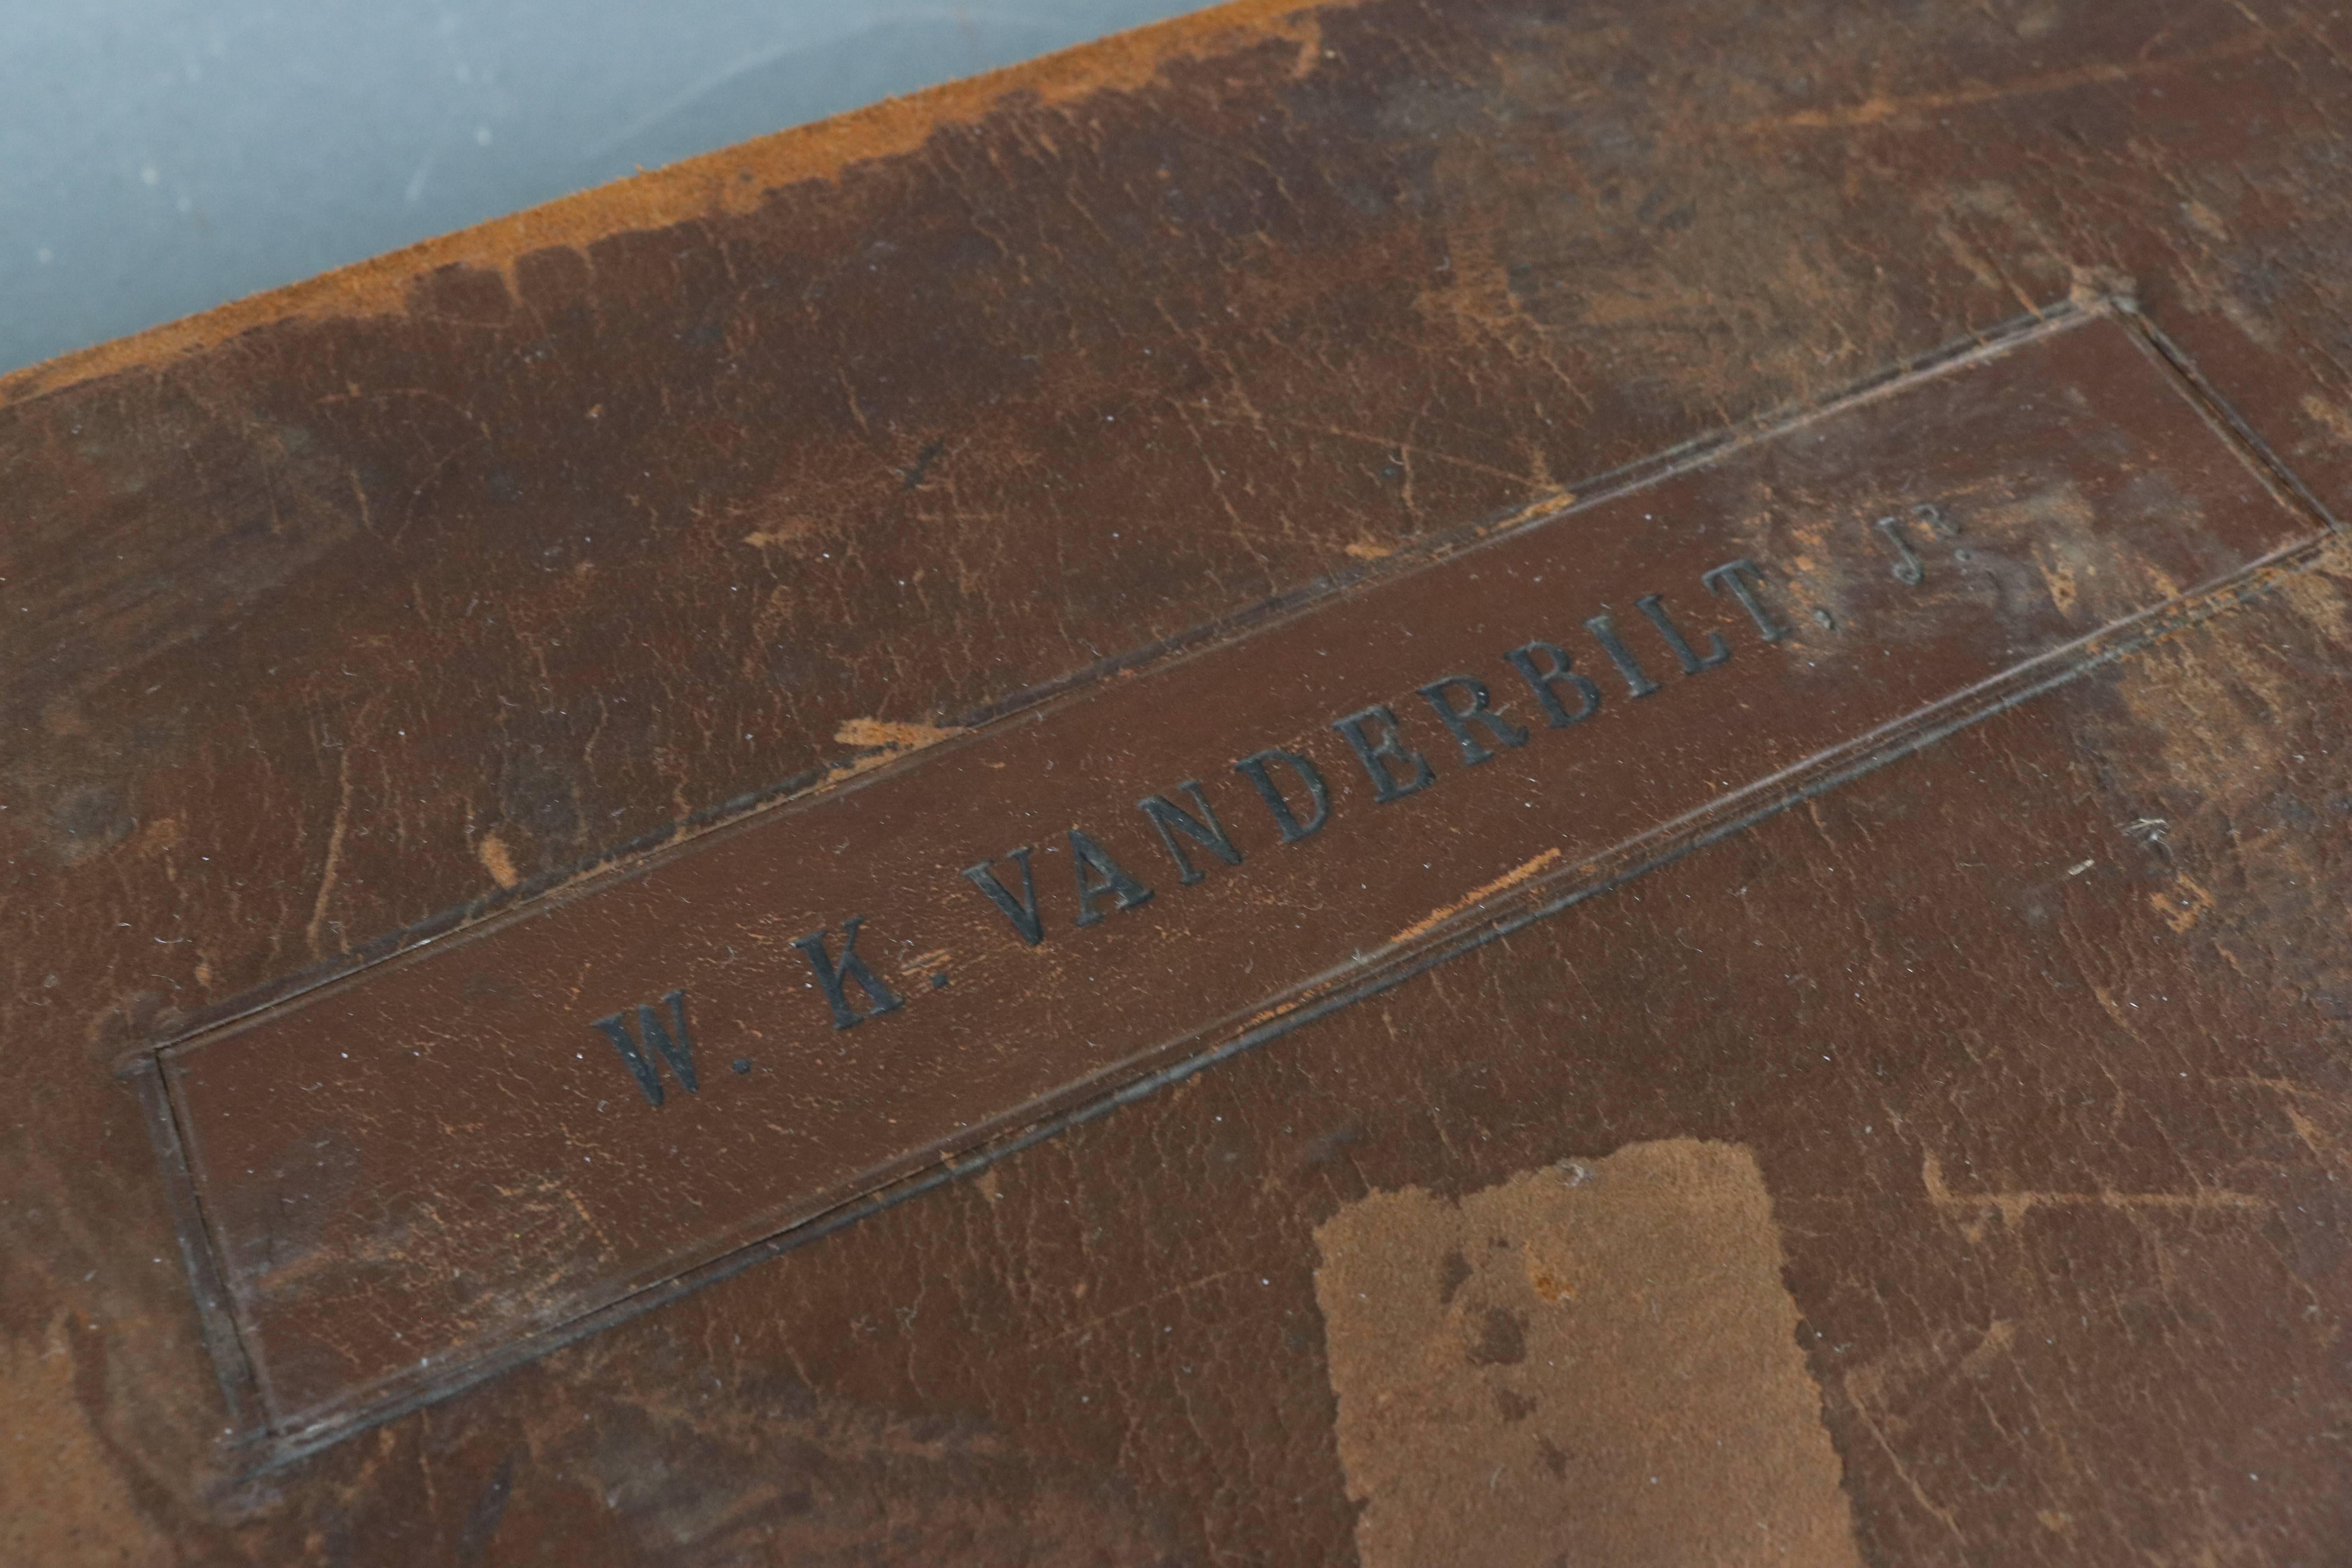 W. K. VANDERBILT. Jr.